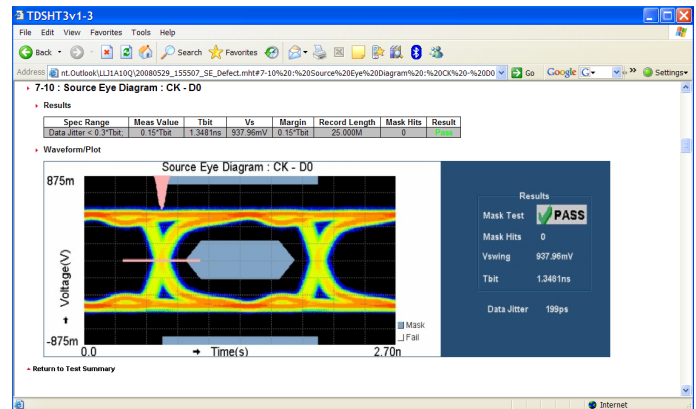 TDSHT3v1-3
File Edit View Favorites Tools Help
Back Search Favorites
Address nt.Outlook\LLJ1A10Q\20080529_155507_SE_Defect.mht#7-10%20:%20Source%20Eye%20Diagram%20:%20CK%20-%20D0 Go Google G Settings
7-10 : Source Eye Diagram : CK - D0
Results
Spec Range Meas Value Tbit Vs Margin Record Length Mask Hits Result
Data Jitter < 0.3*Tbit; 0.15*Tbit 1.3481ns 937.96mV 0.15*Tbit 25.000M 0 Pass
Waveform/Plot
Source Eye Diagram : CK - D0
875m
Voltage(V)
-875m
0.0
Time(s)
2.70n
Mask
Fail
Results
Mask Test PASS
Mask Hits 0
Vswing 937.96mV
Tbit 1.3481ns
Data Jitter 199ps
Return to Test Summary
Internet